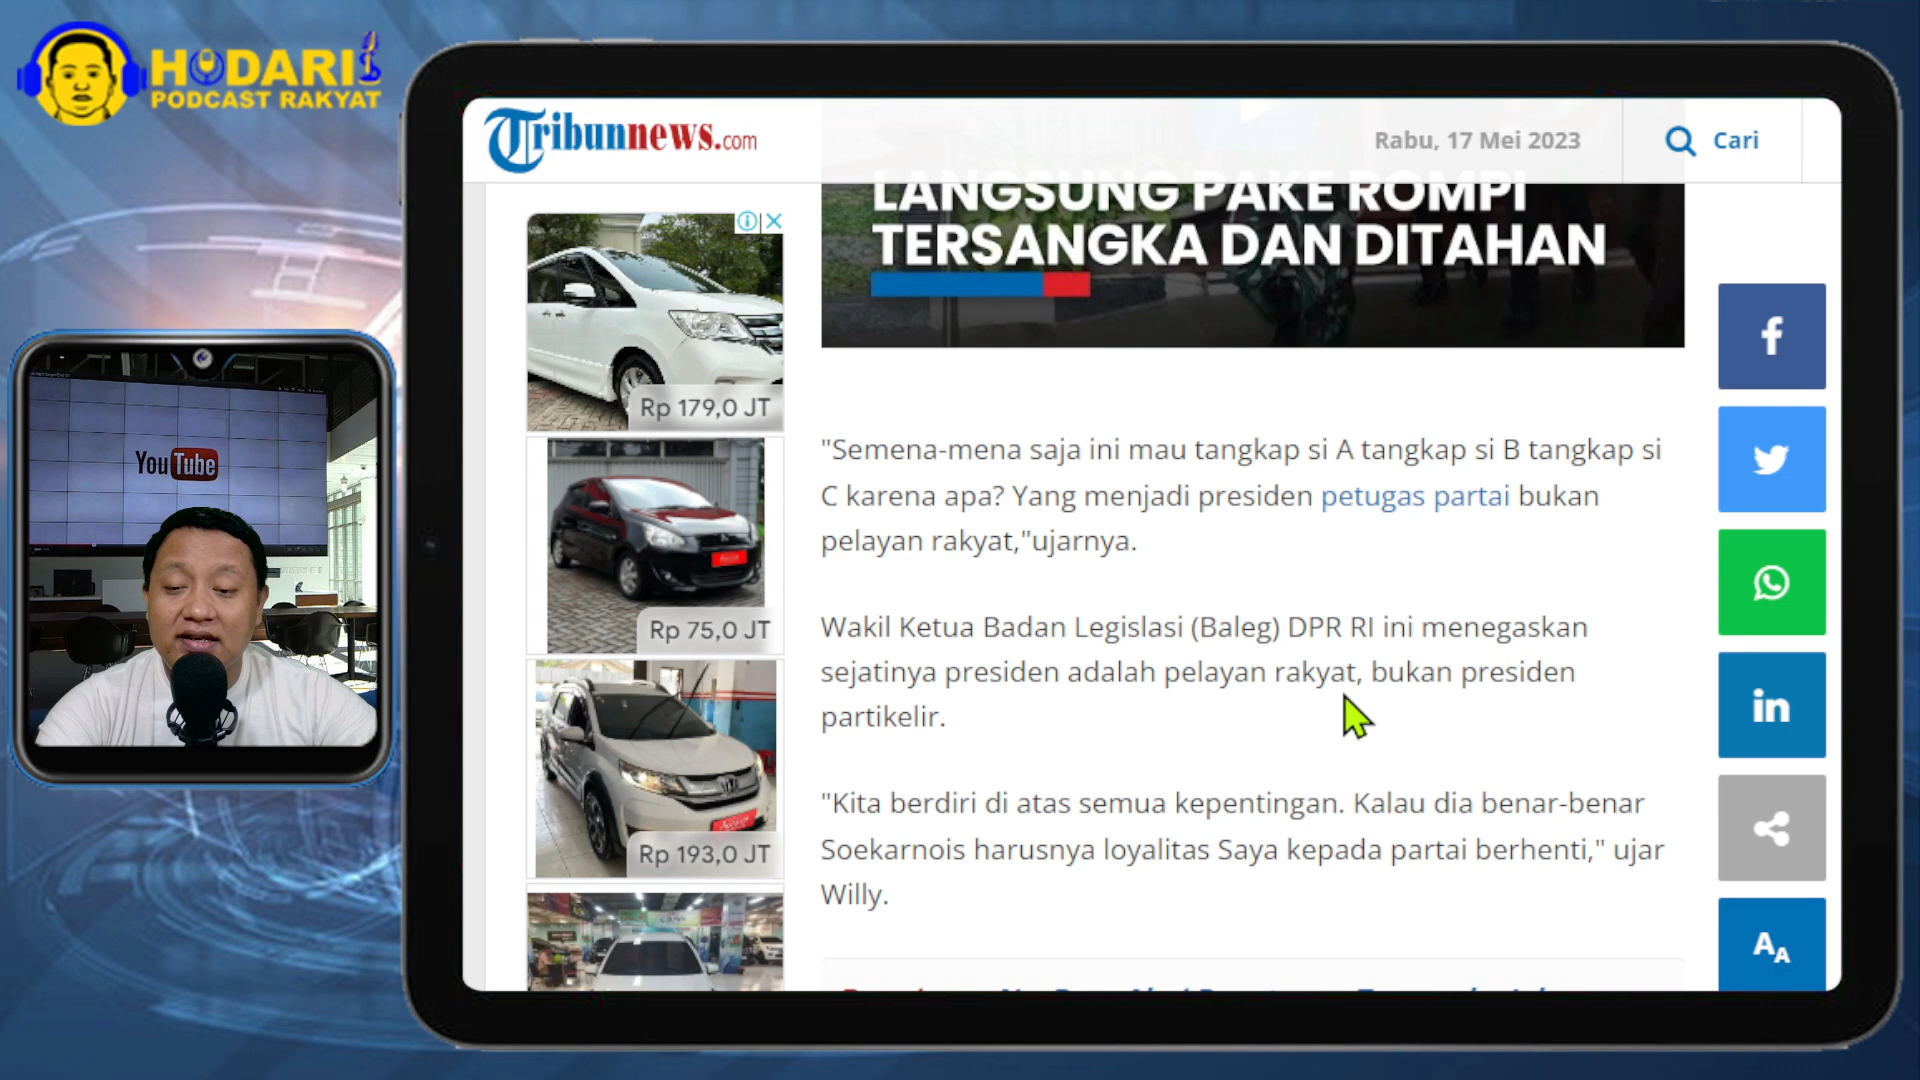 HODARI
PODCAST RAKYAT
Tribunnews.com
Rabu, 17 Mei 2023
Cari
LANGSUNG PAKE ROMPI
TERSANGKA DAN DITAHAN
Rp 179,0 JT
Rp 75,0 JT
Rp 193,0 JT
YouTube
"Semena-mena saja ini mau tangkap si A tangkap si B tangkap si
C karena apa? Yang menjadi presiden petugas partai bukan
pelayan rakyat,"ujarnya.
Wakil Ketua Badan Legislasi (Baleg) DPR RI ini menegaskan
sejatinya presiden adalah pelayan rakyat, bukan presiden
partikelir.
"Kita berdiri di atas semua kepentingan. Kalau dia benar-benar
Soekarnois harusnya loyalitas Saya kepada partai berhenti," ujar
Willy.
f
in
AA